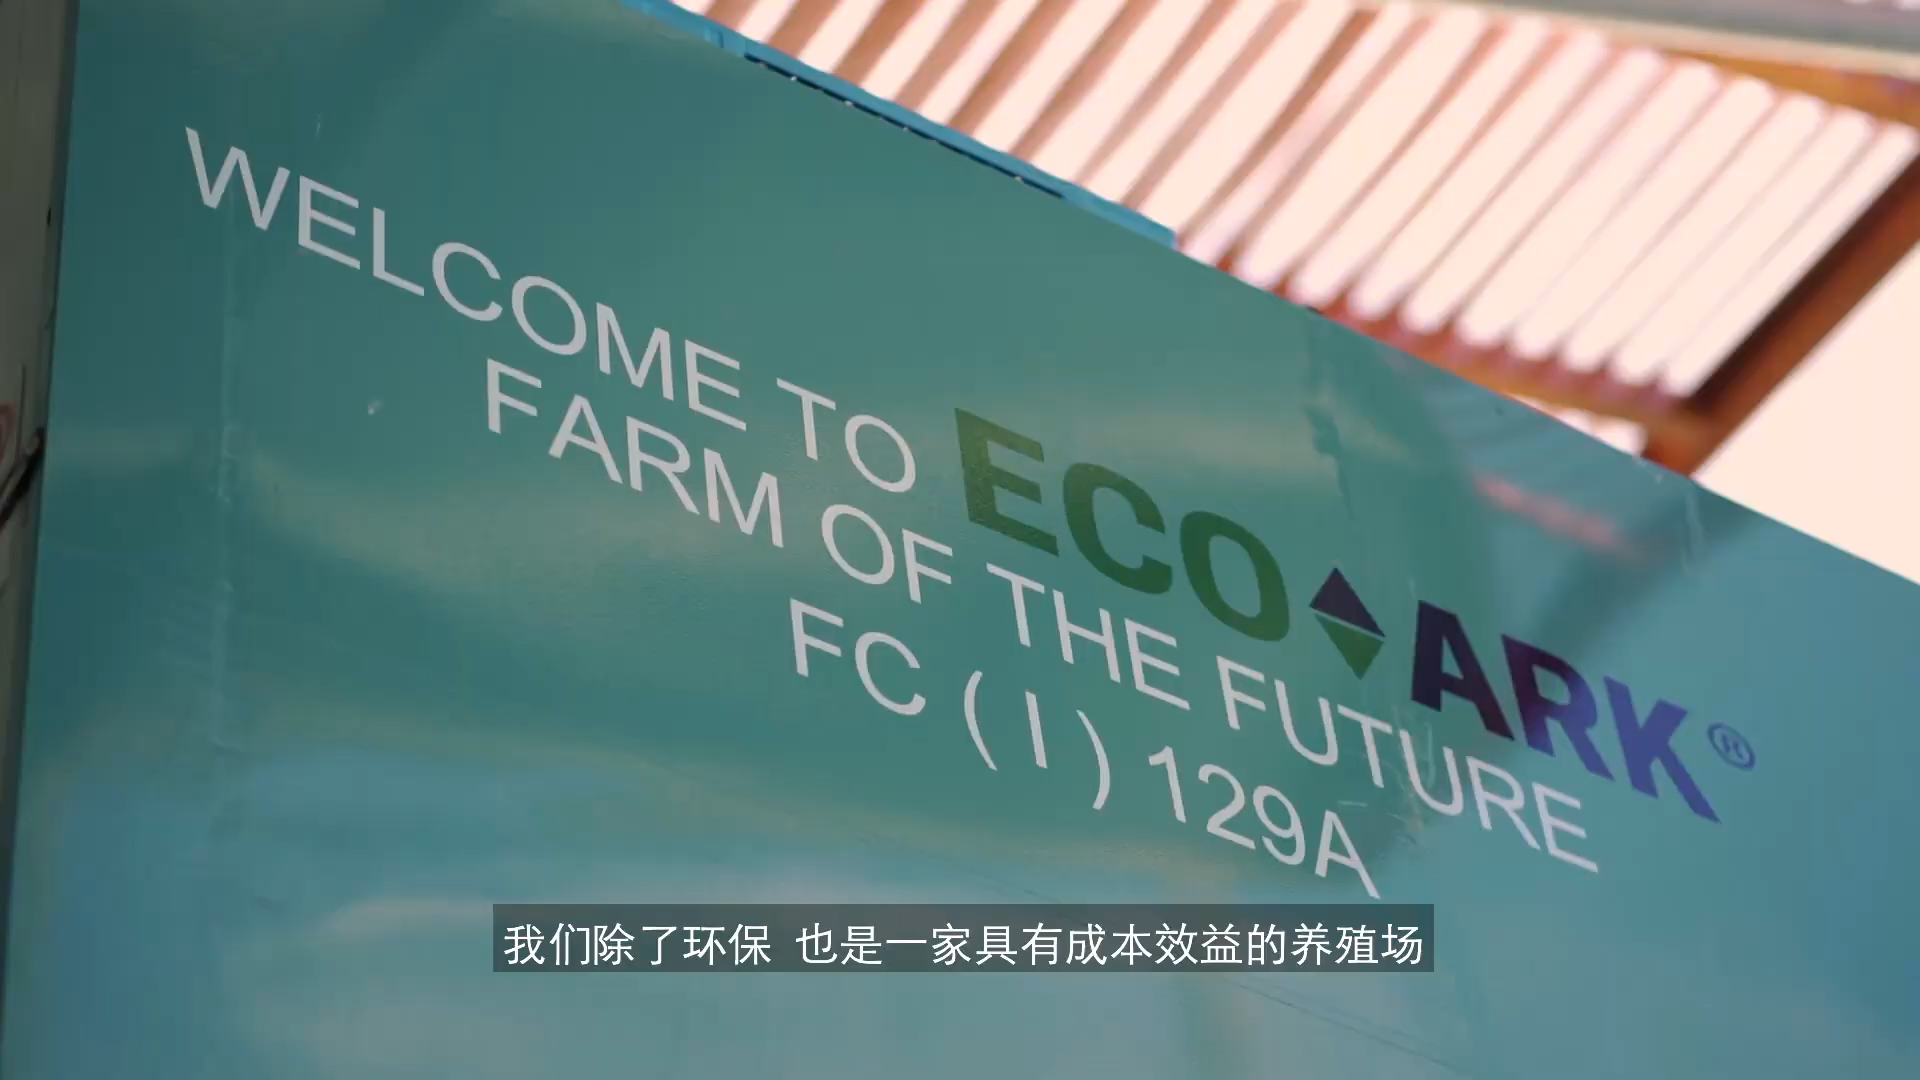 WELCOME TO ECO ARK®
FARM OF THE FUTURE
FC ( I ) 129A
我们除了环保 也是一家具有成本效益的养殖场